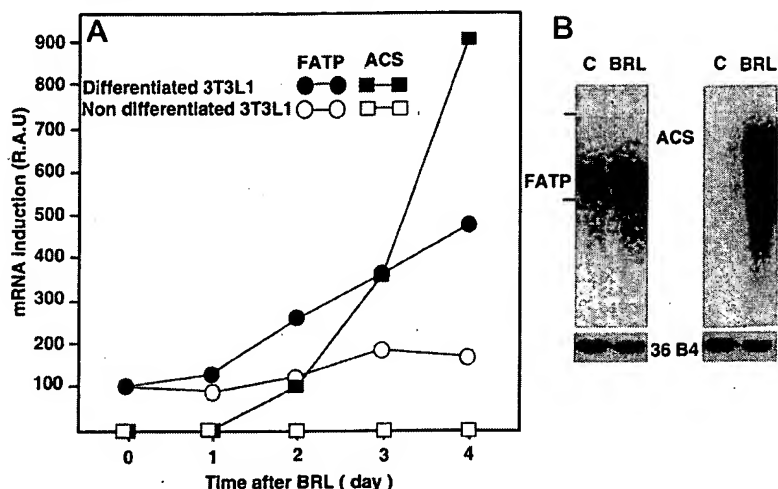 A
FATP ACS
Differentiated 3T3L1
Non differentiated 3T3L1
mRNA induction (R.A.U)
900
800
700
600
500
400
300
200
100
0 1 2 3 4
Time after BRL ( day )
B
C BRL C BRL
ACS
FATP
36 B4